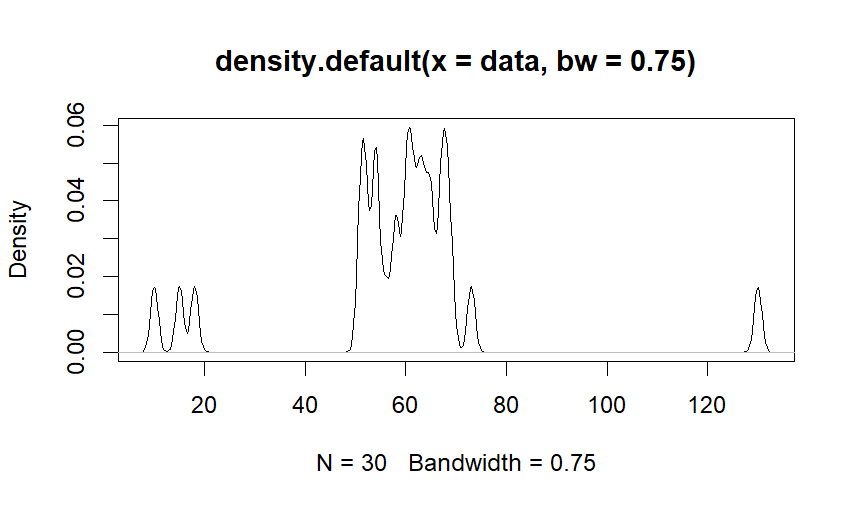 density.default(x = data, bw = 0.75)
Density
0.00
0.02
0.04
0.06
20 40 60 80 100 120
N = 30 Bandwidth = 0.75